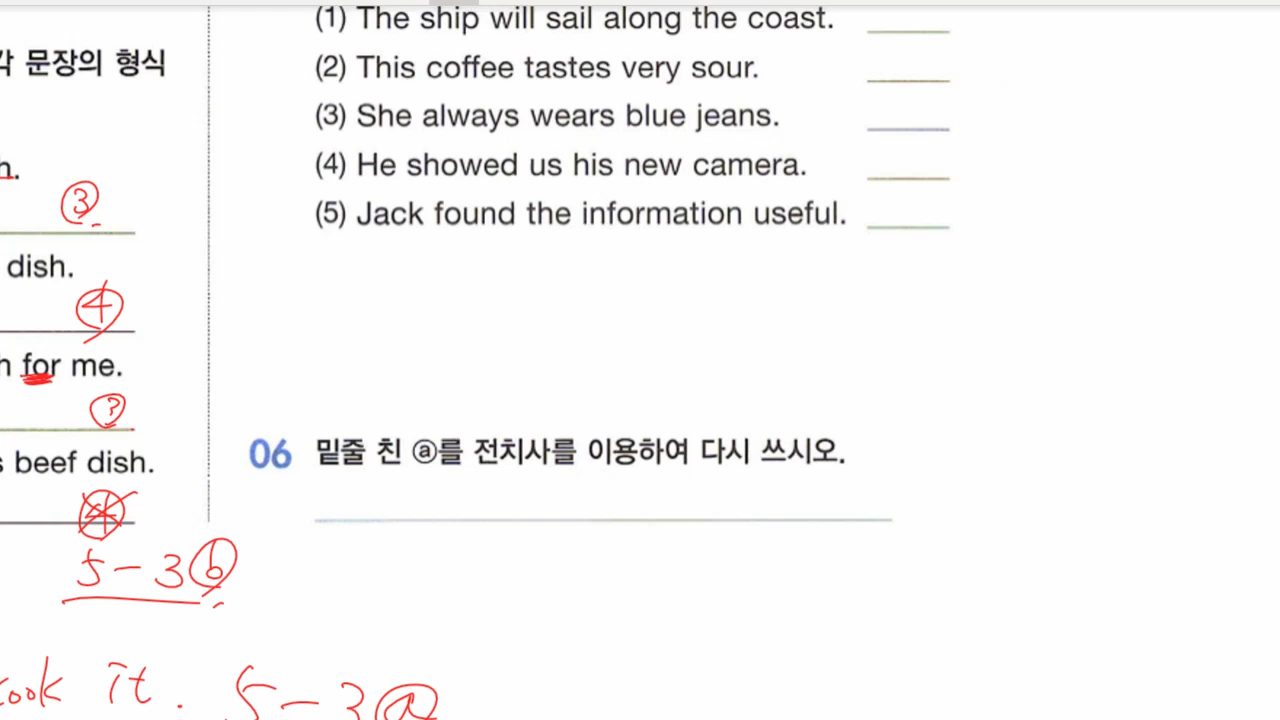 각 문장의 형식
h.
③
dish.
④
for me.
③
beef dish.
④
5-3ⓑ
ook it. 5-3ⓐ
(1) The ship will sail along the coast.
(2) This coffee tastes very sour.
(3) She always wears blue jeans.
(4) He showed us his new camera.
(5) Jack found the information useful.
06 밑줄 친 ⓐ를 전치사를 이용하여 다시 쓰시오.